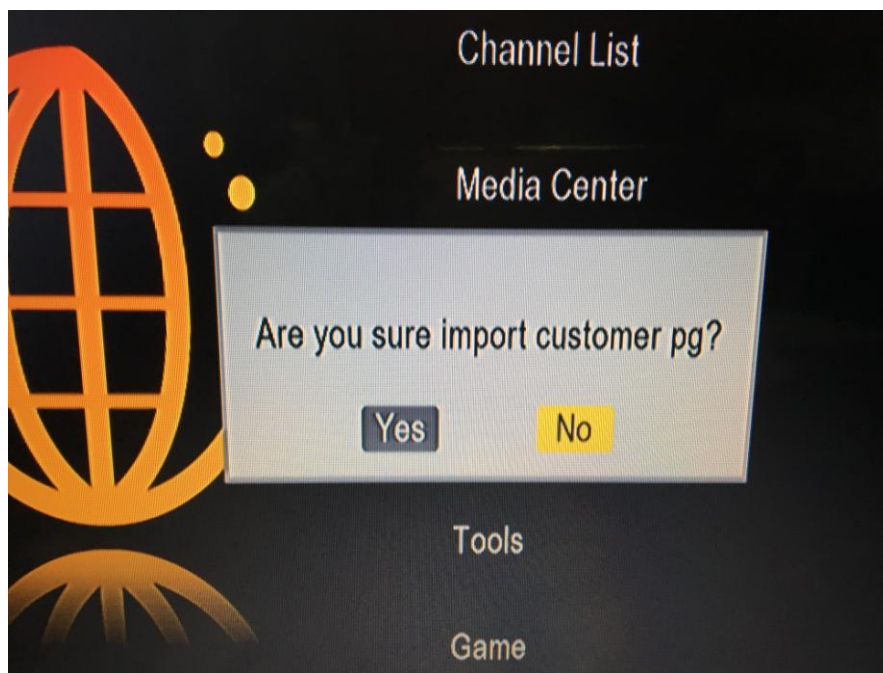 Channel List
Media Center
Are you sure import customer pg?
Yes
No
Tools
Game